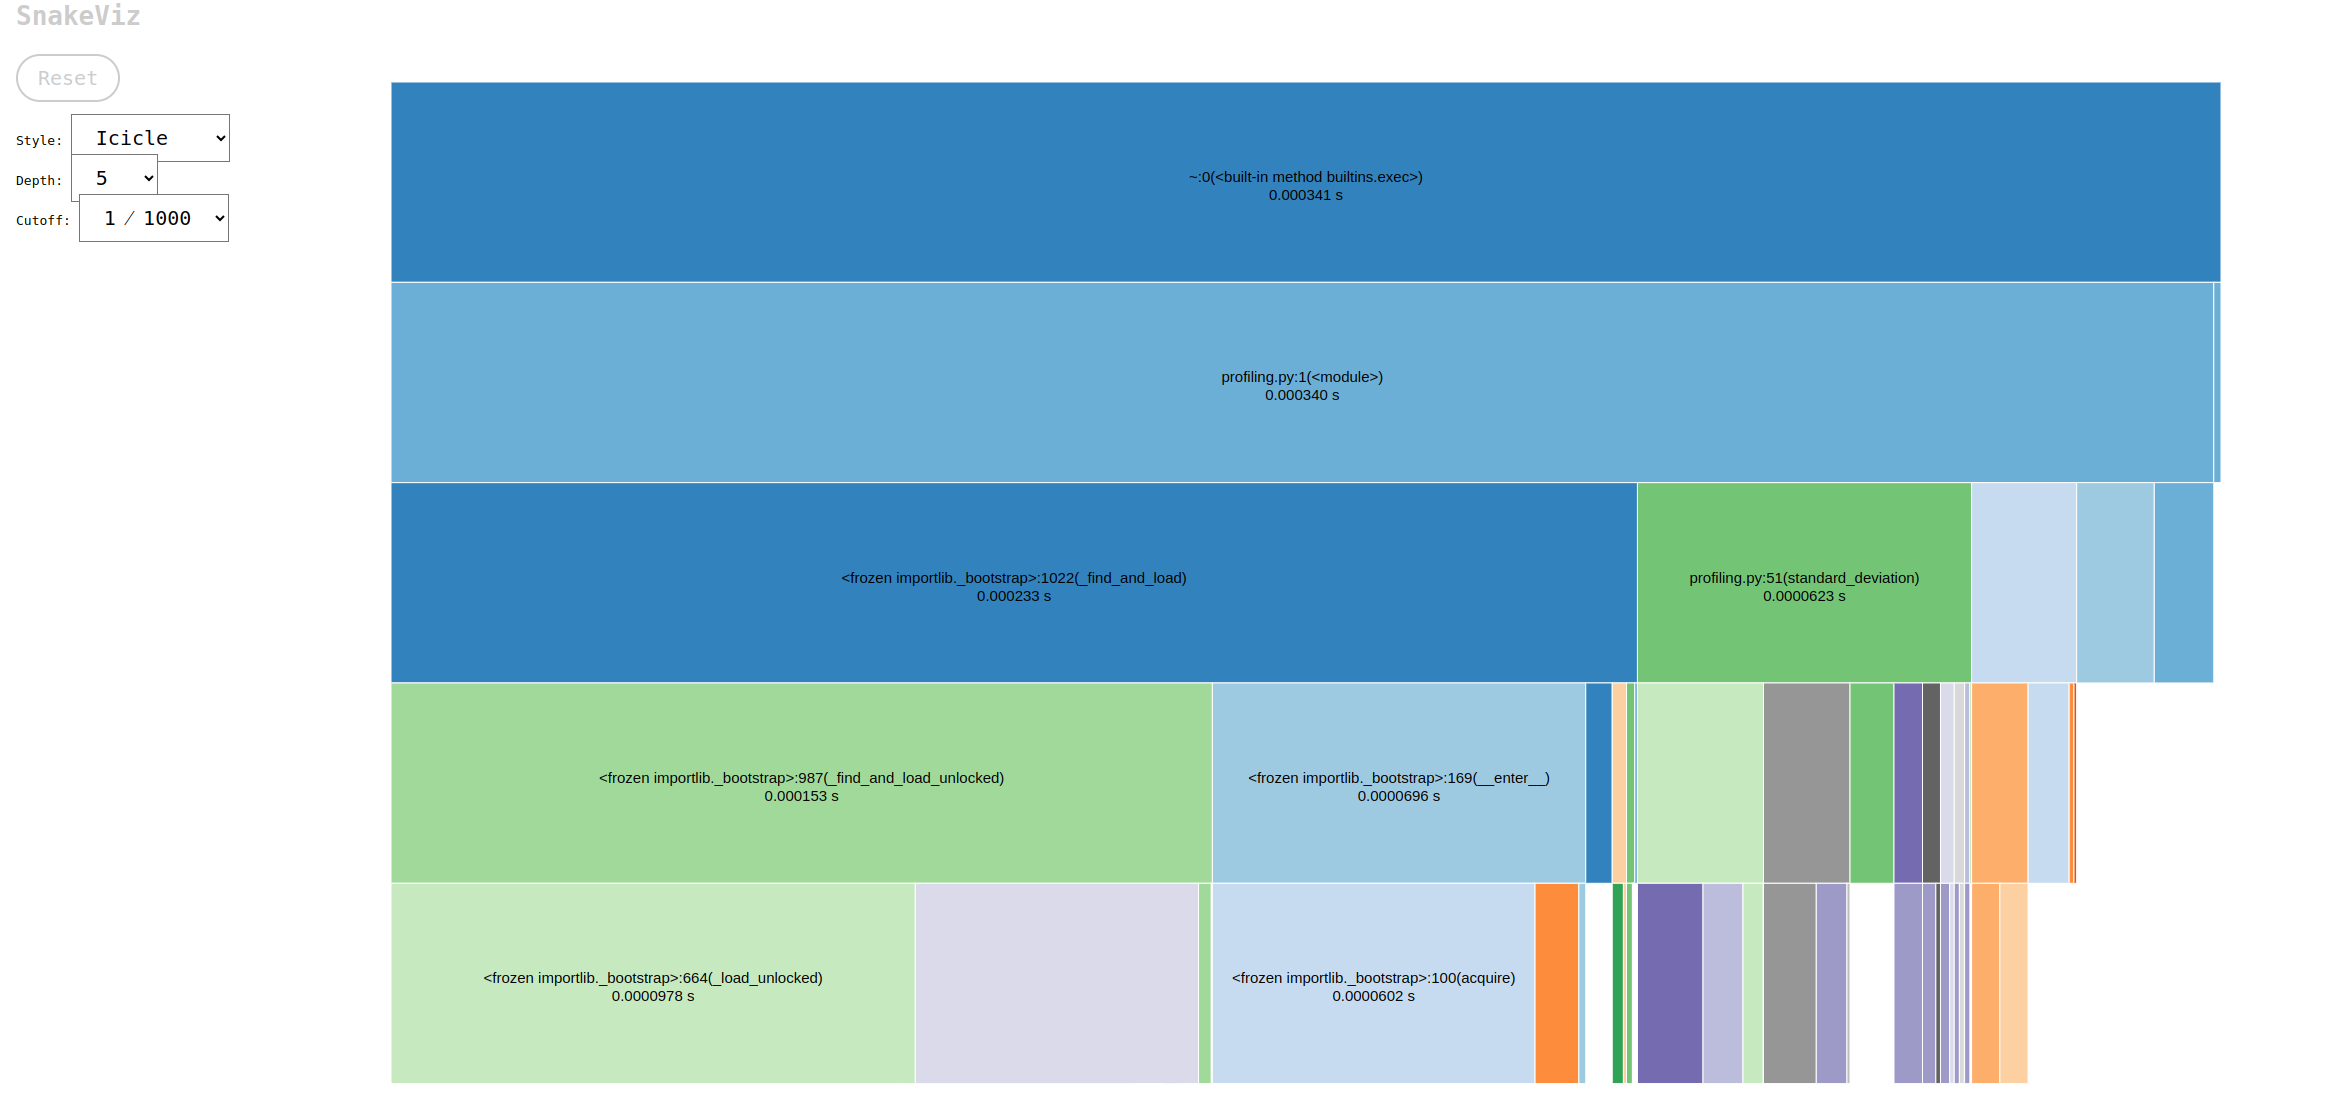 SnakeViz
Reset
Style: Icicle
Depth: 5
Cutoff: 1 / 1000
~:0(<built-in method builtins.exec>)
0.000341 s
profiling.py:1(<module>)
0.000340 s
<frozen importlib._bootstrap>:1022(_find_and_load)
0.000233 s
profiling.py:51(standard_deviation)
0.0000623 s
<frozen importlib._bootstrap>:987(_find_and_load_unlocked)
0.000153 s
<frozen importlib._bootstrap>:169(__enter__)
0.0000696 s
<frozen importlib._bootstrap>:664(_load_unlocked)
0.0000978 s
<frozen importlib._bootstrap>:100(acquire)
0.0000602 s